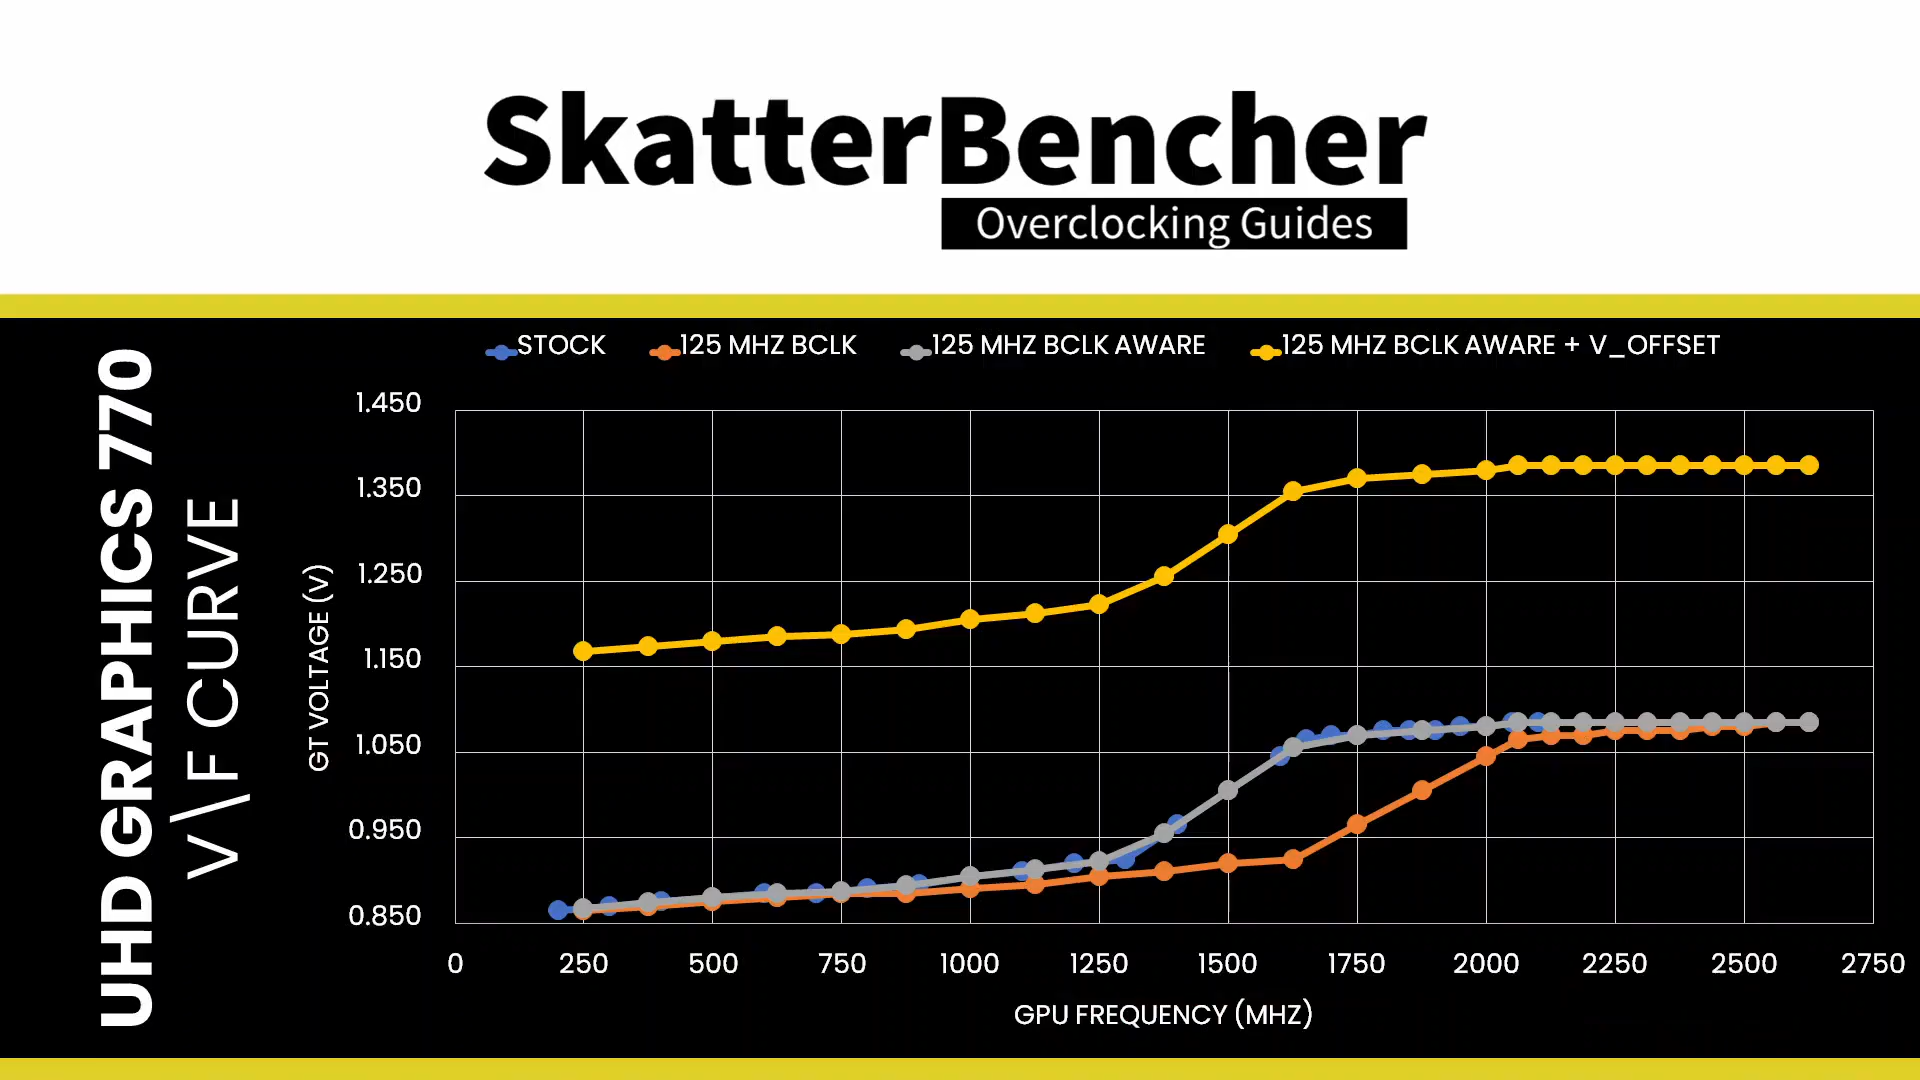 SkatterBencher
Overclocking Guides
UHD GRAPHICS 770
V\F CURVE
STOCK
125 MHZ BCLK
125 MHZ BCLK AWARE
125 MHZ BCLK AWARE + V_OFFSET
GT VOLTAGE (V)
1.450
1.350
1.250
1.150
1.050
0.950
0.850
0 250 500 750 1000 1250 1500 1750 2000 2250 2500 2750
GPU FREQUENCY (MHZ)